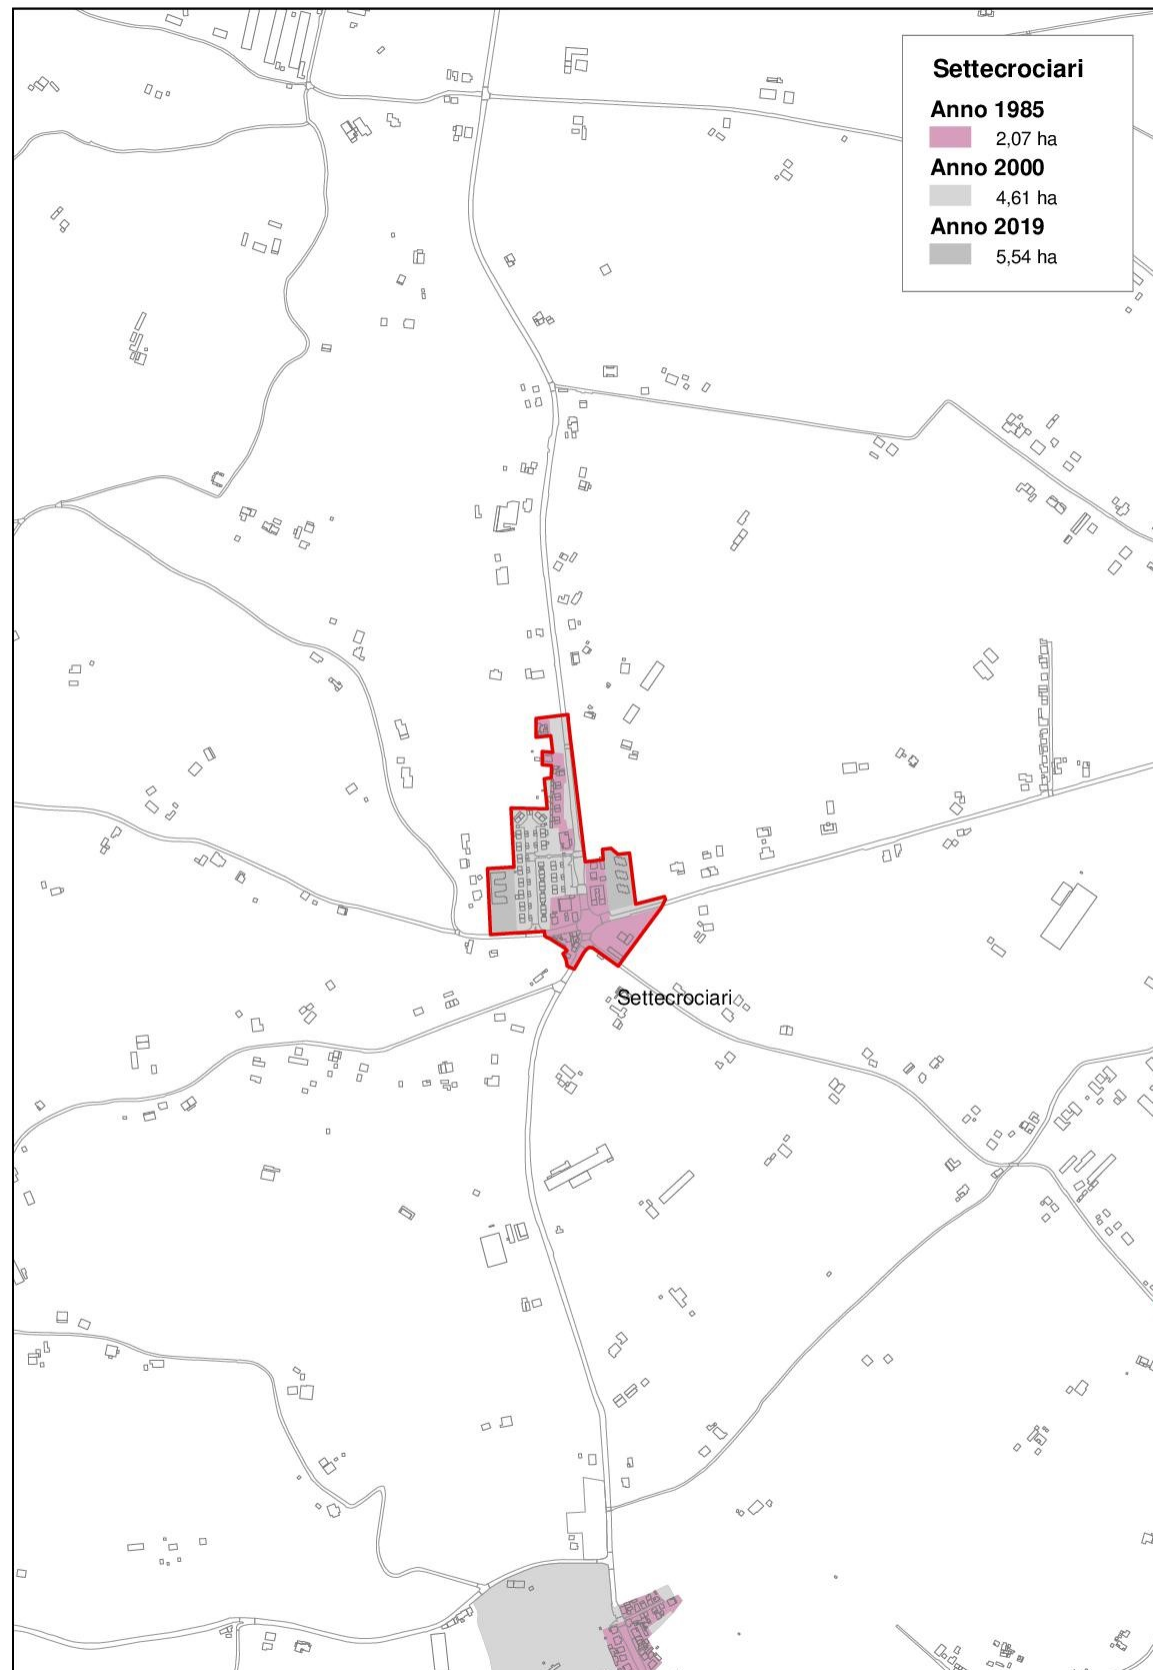 Settecrociari
Anno 1985
2,07 ha
Anno 2000
4,61 ha
Anno 2019
5,54 ha
Settecrociari